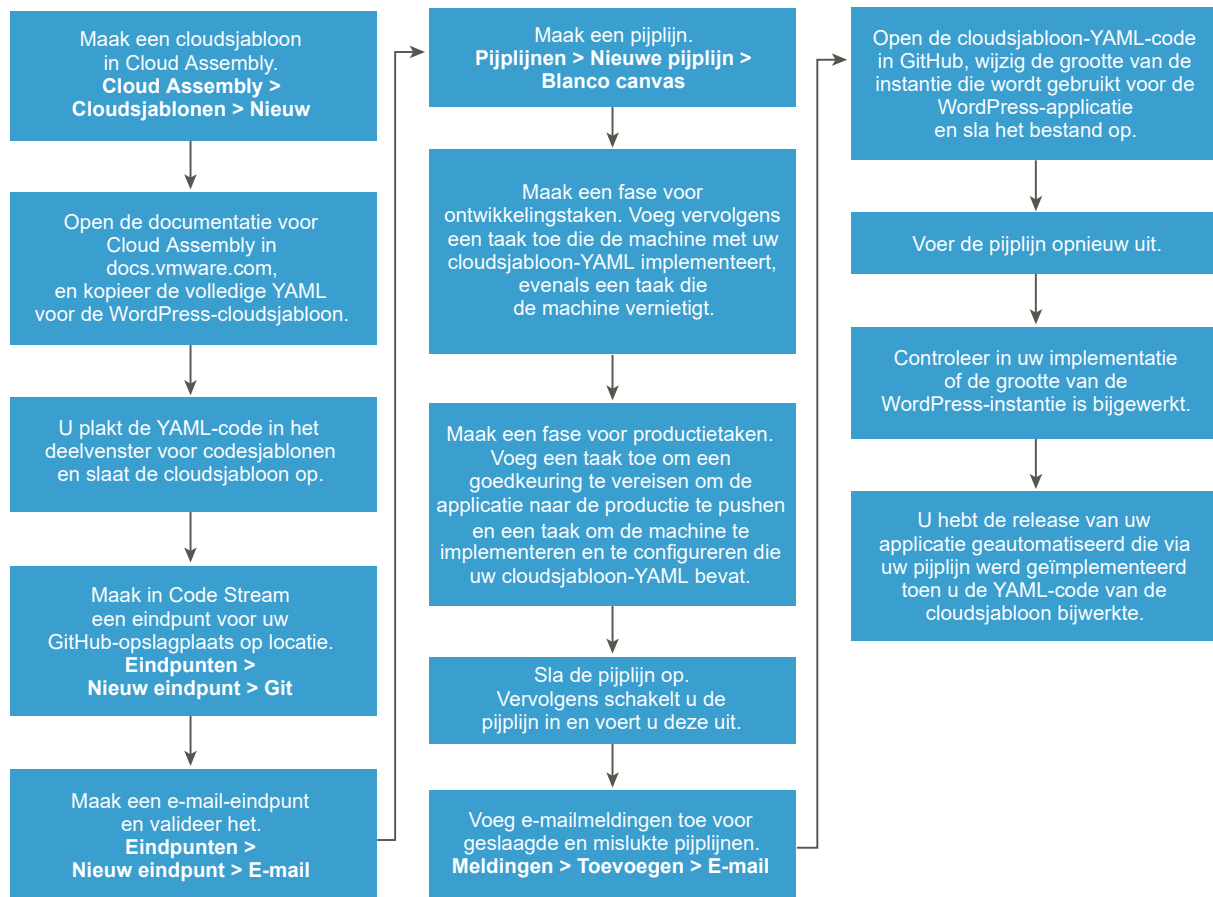 Maak een cloudsjabloon
in Cloud Assembly.
Cloud Assembly >
Cloudsjablonen > Nieuw
Open de documentatie voor
Cloud Assembly in
docs.vmware.com,
en kopieer de volledige YAML
voor de WordPress-cloudsjabloon.
U plakt de YAML-code in het
deelvenster voor codesjablonen
en slaat de cloudsjabloon op.
Maak in Code Stream
een eindpunt voor uw
GitHub-opslagplaats op locatie.
Eindpunten >
Nieuw eindpunt > Git
Maak een e-mail-eindpunt
en valideer het.
Eindpunten >
Nieuw eindpunt > E-mail
Maak een pijplijn.
Pijplijnen > Nieuwe pijplijn >
Blanco canvas
Maak een fase voor
ontwikkelingstaken. Voeg vervolgens
een taak toe die de machine met uw
cloudsjabloon-YAML implementeert,
evenals een taak die
de machine vernietigt.
Maak een fase voor productietaken.
Voeg een taak toe om een
goedkeuring te vereisen om de
applicatie naar de productie te pushen
en een taak om de machine te
implementeren en te configureren die
uw cloudsjabloon-YAML bevat.
Sla de pijplijn op.
Vervolgens schakelt u de
pijplijn in en voert u deze uit.
Voeg e-mailmeldingen toe voor
geslaagde en mislukte pijplijnen.
Meldingen > Toevoegen > E-mail
Open de cloudsjabloon-YAML-code
in GitHub, wijzig de grootte van de
instantie die wordt gebruikt voor de
WordPress-applicatie
en sla het bestand op.
Voer de pijplijn opnieuw uit.
Controleer in uw implementatie
of de grootte van de
WordPress-instantie is bijgewerkt.
U hebt de release van uw
applicatie geautomatiseerd die via
uw pijplijn werd geïmplementeerd
toen u de YAML-code van de
cloudsjabloon bijwerkte.